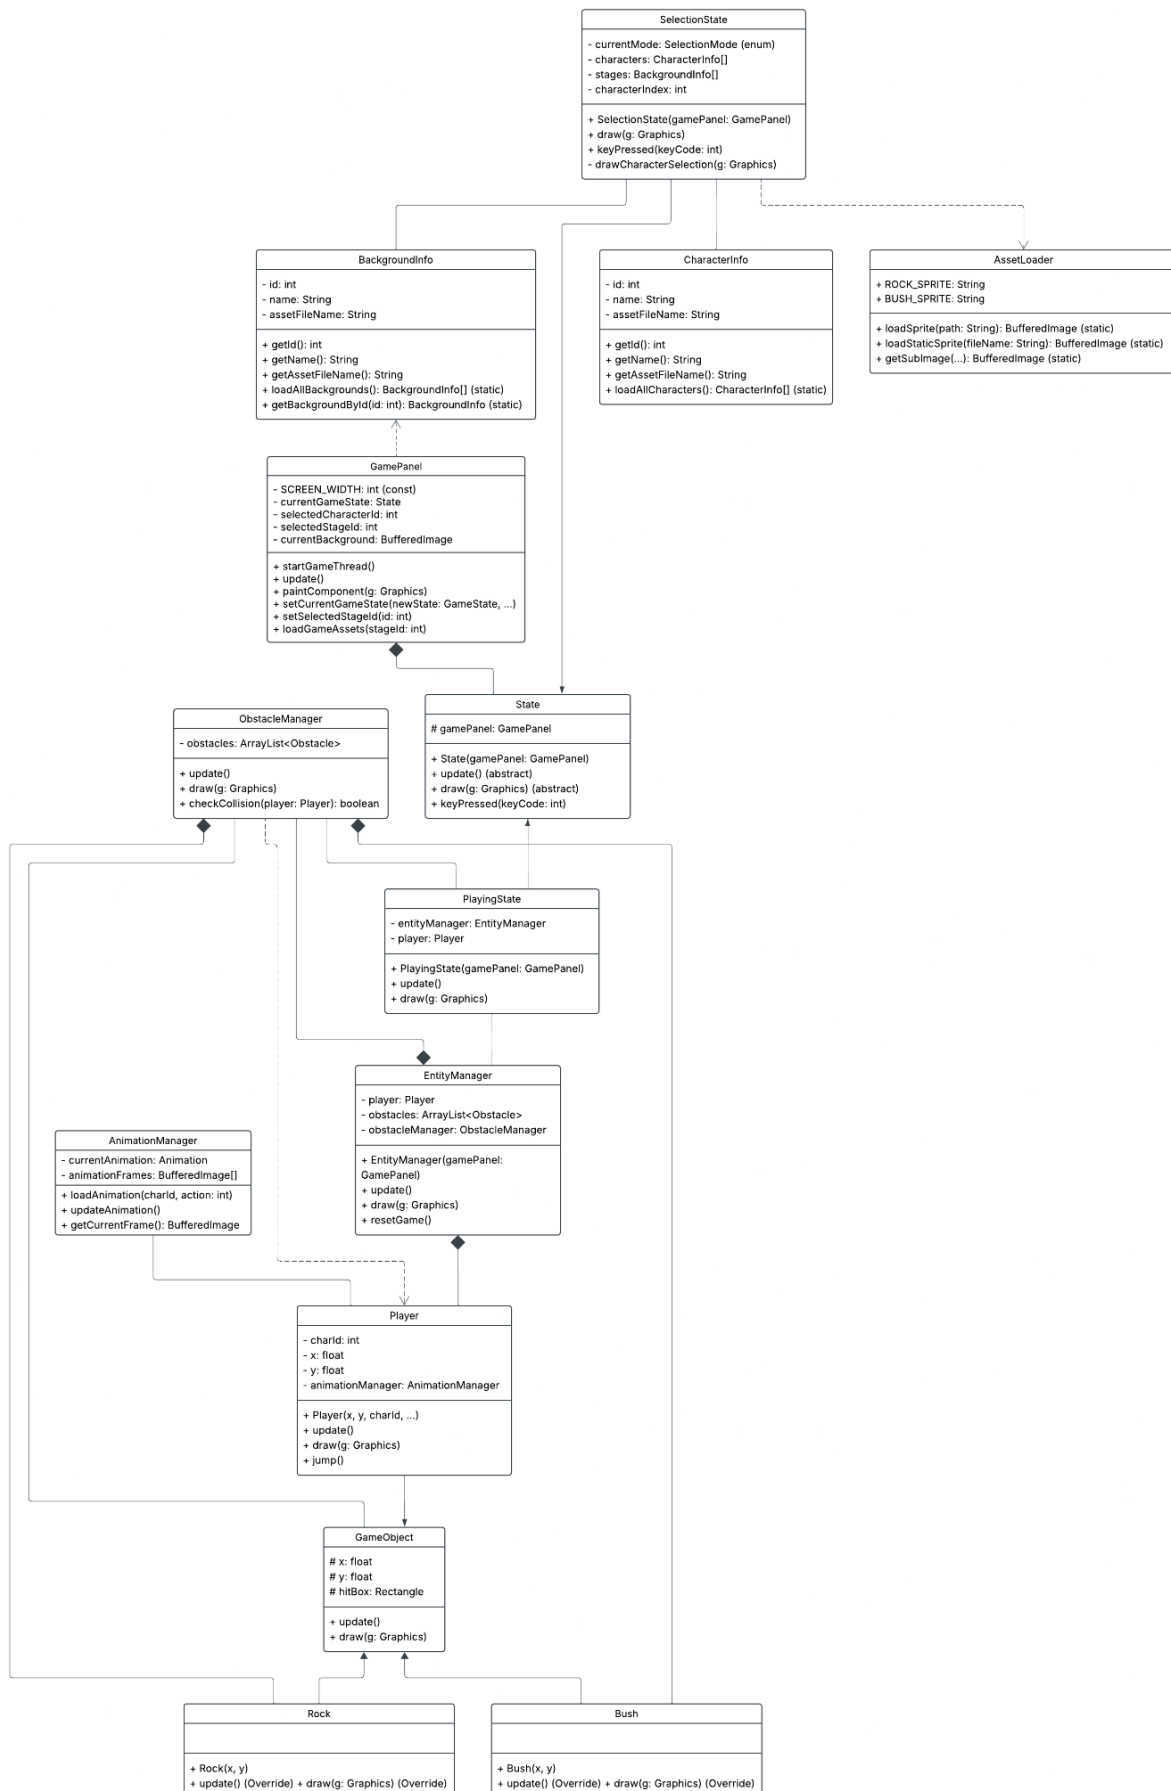 SelectionState
- currentMode: SelectionMode (enum)
- characters: CharacterInfo[]
- stages: BackgroundInfo[]
- characterIndex: int
+ SelectionState(gamePanel: GamePanel)
+ draw(g: Graphics)
+ keyPressed(keyCode: int)
- drawCharacterSelection(g: Graphics)
BackgroundInfo
- id: int
- name: String
- assetFileName: String
+ getId(): int
+ getName(): String
+ getAssetFileName(): String
+ loadAllBackgrounds(): BackgroundInfo[] (static)
+ getBackgroundById(id: int): BackgroundInfo (static)
CharacterInfo
- id: int
- name: String
- assetFileName: String
+ getId(): int
+ getName(): String
+ getAssetFileName(): String
+ loadAllCharacters(): CharacterInfo[] (static)
AssetLoader
+ ROCK_SPRITE: String
+ BUSH_SPRITE: String
+ loadSprite(path: String): BufferedImage (static)
+ loadStaticSprite(fileName: String): BufferedImage (static)
+ getSubImage(...): BufferedImage (static)
GamePanel
- SCREEN_WIDTH: int (const)
- currentGameState: State
- selectedCharacterId: int
- selectedStageId: int
- currentBackground: BufferedImage
+ startGameThread()
+ update()
+ paintComponent(g: Graphics)
+ setCurrentGameState(newState: GameState, ...)
+ setSelectedStageId(id: int)
+ loadGameAssets(stageId: int)
State
# gamePanel: GamePanel
+ State(gamePanel: GamePanel)
+ update() (abstract)
+ draw(g: Graphics) (abstract)
+ keyPressed(keyCode: int)
ObstacleManager
- obstacles: ArrayList<Obstacle>
+ update()
+ draw(g: Graphics)
+ checkCollision(player: Player): boolean
PlayingState
- entityManager: EntityManager
- player: Player
+ PlayingState(gamePanel: GamePanel)
+ update()
+ draw(g: Graphics)
EntityManager
- player: Player
- obstacles: ArrayList<Obstacle>
- obstacleManager: ObstacleManager
+ EntityManager(gamePanel:
GamePanel)
+ update()
+ draw(g: Graphics)
+ resetGame()
AnimationManager
- currentAnimation: Animation
- animationFrames: BufferedImage[]
+ loadAnimation(charId, action: int)
+ updateAnimation()
+ getCurrentFrame(): BufferedImage
Player
- charId: int
- x: float
- y: float
- animationManager: AnimationManager
+ Player(x, y, charId, ...)
+ update()
+ draw(g: Graphics)
+ jump()
GameObject
# x: float
# y: float
# hitBox: Rectangle
+ update()
+ draw(g: Graphics)
Rock
+ Rock(x, y)
+ update() (Override) + draw(g: Graphics) (Override)
Bush
+ Bush(x, y)
+ update() (Override) + draw(g: Graphics) (Override)